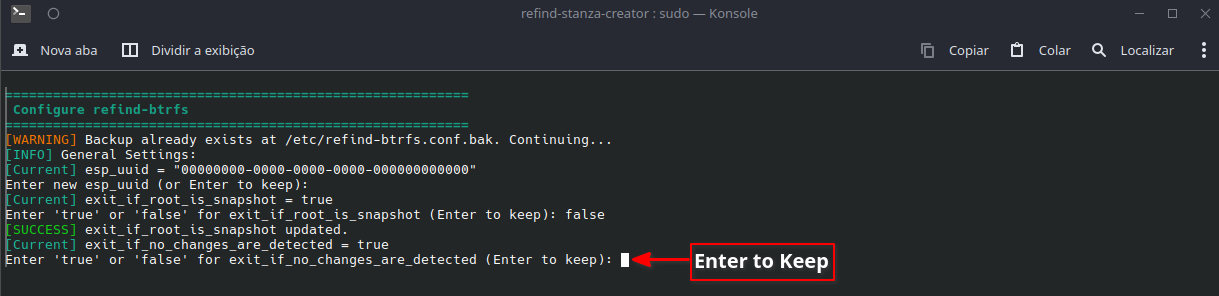 refind-stanza-creator : sudo — Konsole
Nova aba
Dividir a exibição
Copiar
Colar
Localizar
==========================================================
Configure refind-btrfs
==========================================================
[WARNING] Backup already exists at /etc/refind-btrfs.conf.bak. Continuing...
[INFO] General Settings:
[Current] esp_uuid = "00000000-0000-0000-0000-000000000000"
Enter new esp_uuid (or Enter to keep):
[Current] exit_if_root_is_snapshot = true
Enter 'true' or 'false' for exit_if_root_is_snapshot (Enter to keep): false
[SUCCESS] exit_if_root_is_snapshot updated.
[Current] exit_if_no_changes_are_detected = true
Enter 'true' or 'false' for exit_if_no_changes_are_detected (Enter to keep):
Enter to Keep